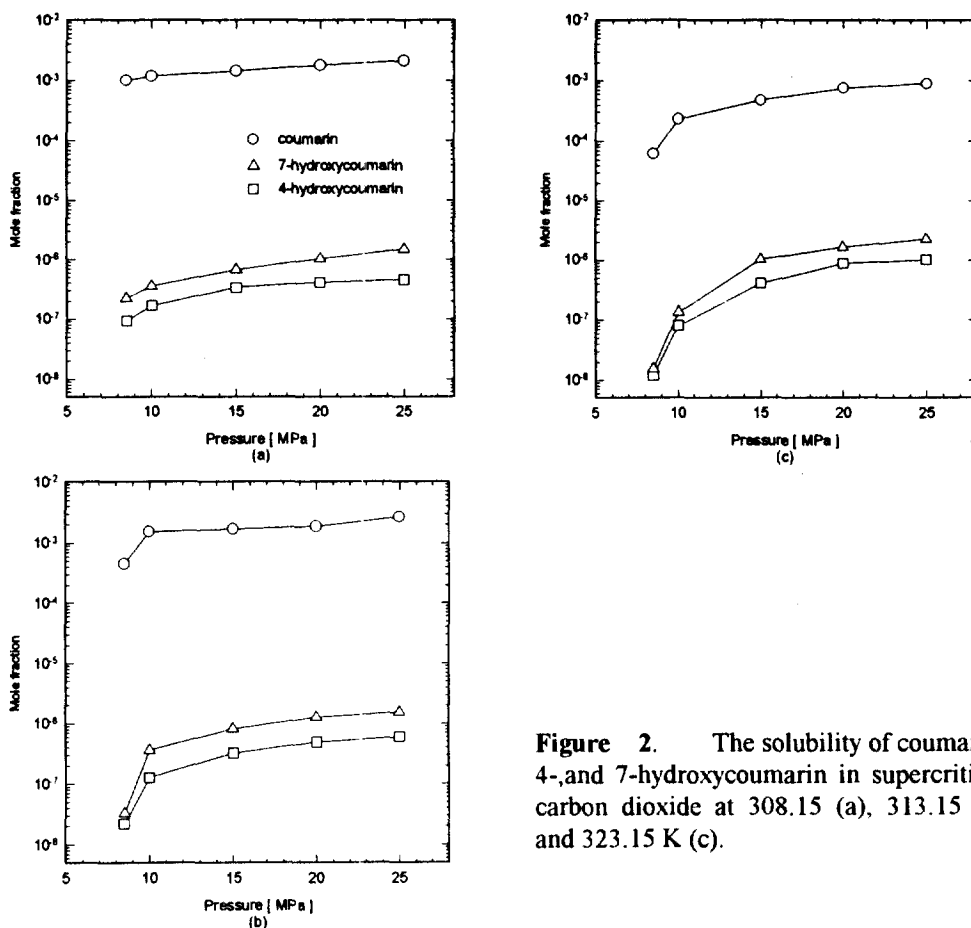 10-2
10-3
10-4
10-5
10-6
10-7
10-8
Mole fraction
coumarin
7-hydroxycoumarin
4-hydroxycoumarin
5 10 15 20 25
Pressure [ MPa ]
(a)
10-2
10-3
10-4
10-5
10-6
10-7
10-8
Mole fraction
5 10 15 20 25
Pressure [ MPa ]
(c)
10-2
10-3
10-4
10-5
10-6
10-7
10-8
Mole fraction
5 10 15 20 25
Pressure [ MPa ]
(b)
Figure 2. The solubility of coumar
4-,and 7-hydroxycoumarin in supercriti
carbon dioxide at 308.15 (a), 313.15
and 323.15 K (c).